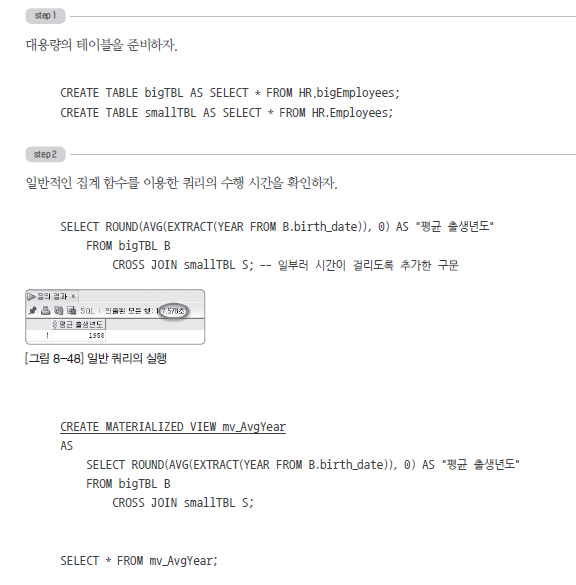 step1
대용량의 테이블을 준비하자.
CREATE TABLE bigTBL AS SELECT * FROM HR.bigEmployees;
CREATE TABLE smallTBL AS SELECT * FROM HR.Employees;
step2
일반적인 집계 함수를 이용한 쿼리의 수행 시간을 확인하자.
SELECT ROUND(AVG(EXTRACT(YEAR FROM B.birth_date)), 0) AS "평균 출생년도"
FROM bigTBL B
CROSS JOIN smallTBL S; -- 일부러 시간이 걸리도록 추가한 구문
질의 결과 ×
SQL | 인출된 모든 행: 1(7.578초)
평균 출생년도
1 1958
[그림 8-48] 일반 쿼리의 실행
CREATE MATERIALIZED VIEW mv_AvgYear
AS
SELECT ROUND(AVG(EXTRACT(YEAR FROM B.birth_date)), 0) AS "평균 출생년도"
FROM bigTBL B
CROSS JOIN smallTBL S;
SELECT * FROM mv_AvgYear;